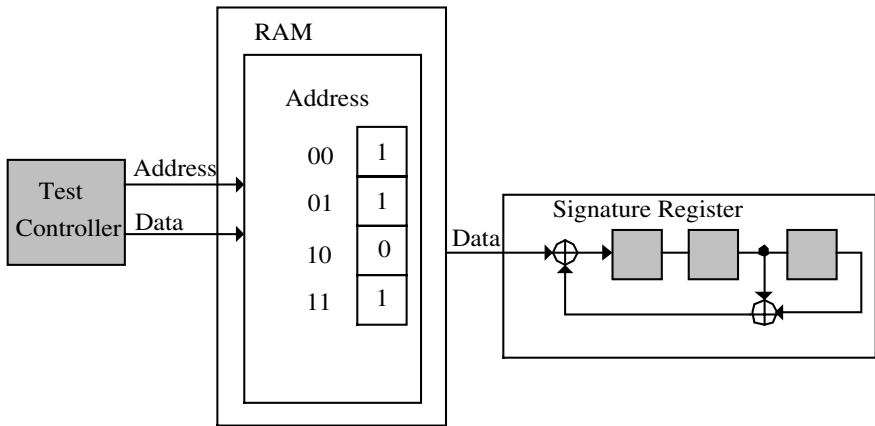 RAM
Address
00 1
01 1
10 0
11 1
Test
Controller
Address
Data
Data
Signature Register